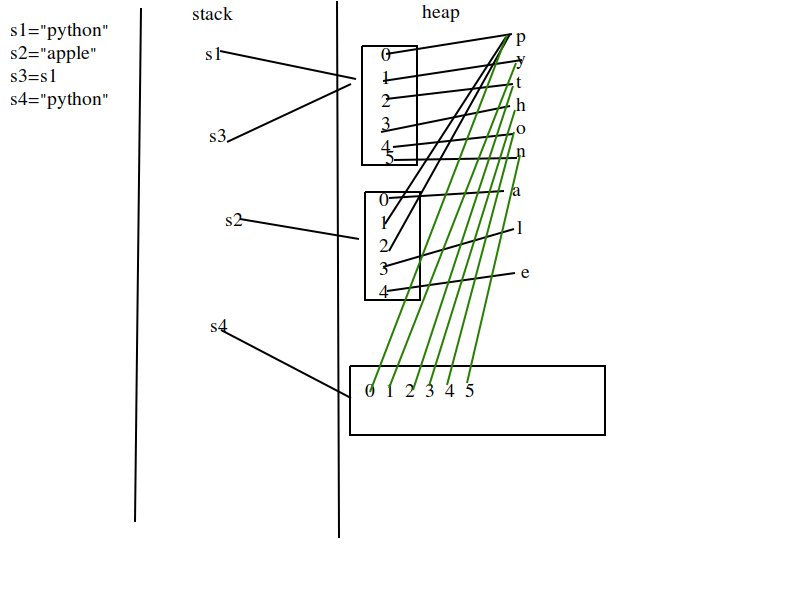 s1="python"
s2="apple"
s3=s1
s4="python"
stack
heap
s1
s3
s2
s4
0
1
2
3
4
5
0
1
2
3
4
0 1 2 3 4 5
p
y
t
h
o
n
a
l
e